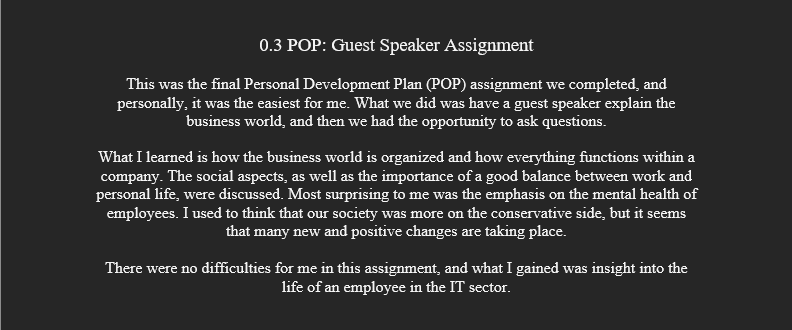 0.3 POP: Guest Speaker Assignment
This was the final Personal Development Plan (POP) assignment we completed, and
personally, it was the easiest for me. What we did was have a guest speaker explain the
business world, and then we had the opportunity to ask questions.
What I learned is how the business world is organized and how everything functions within a
company. The social aspects, as well as the importance of a good balance between work and
personal life, were discussed. Most surprising to me was the emphasis on the mental health of
employees. I used to think that our society was more on the conservative side, but it seems
that many new and positive changes are taking place.
There were no difficulties for me in this assignment, and what I gained was insight into the
life of an employee in the IT sector.